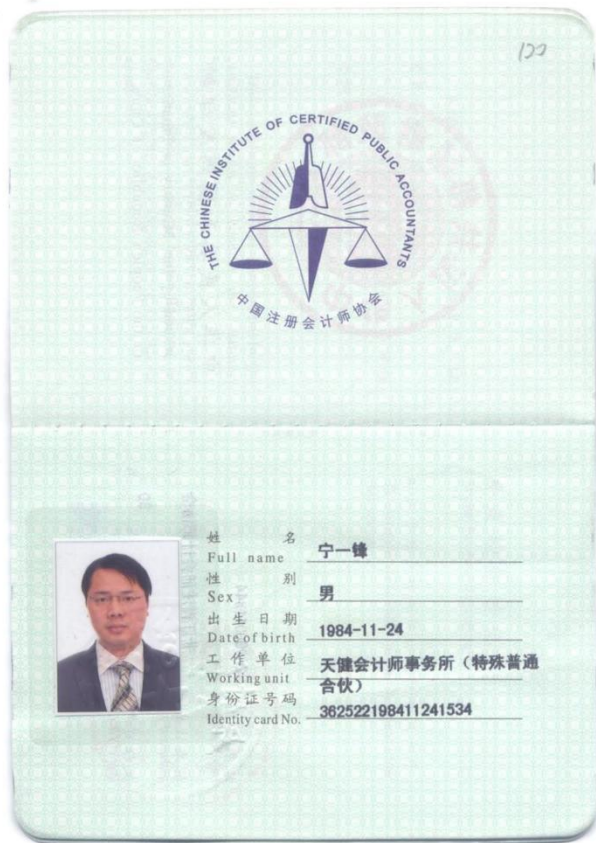 THE CHINESE INSTITUTE OF CERTIFIED PUBLIC ACCOUNTANTS
中国注册会计师协会
姓 名 宁一锋
Full name
性 别 男
Sex
出生日期 1984-11-24
Date of birth
工作单位 天健会计师事务所（特殊普通
Working unit 合伙）
身份证号码 362522198411241534
Identity card No.